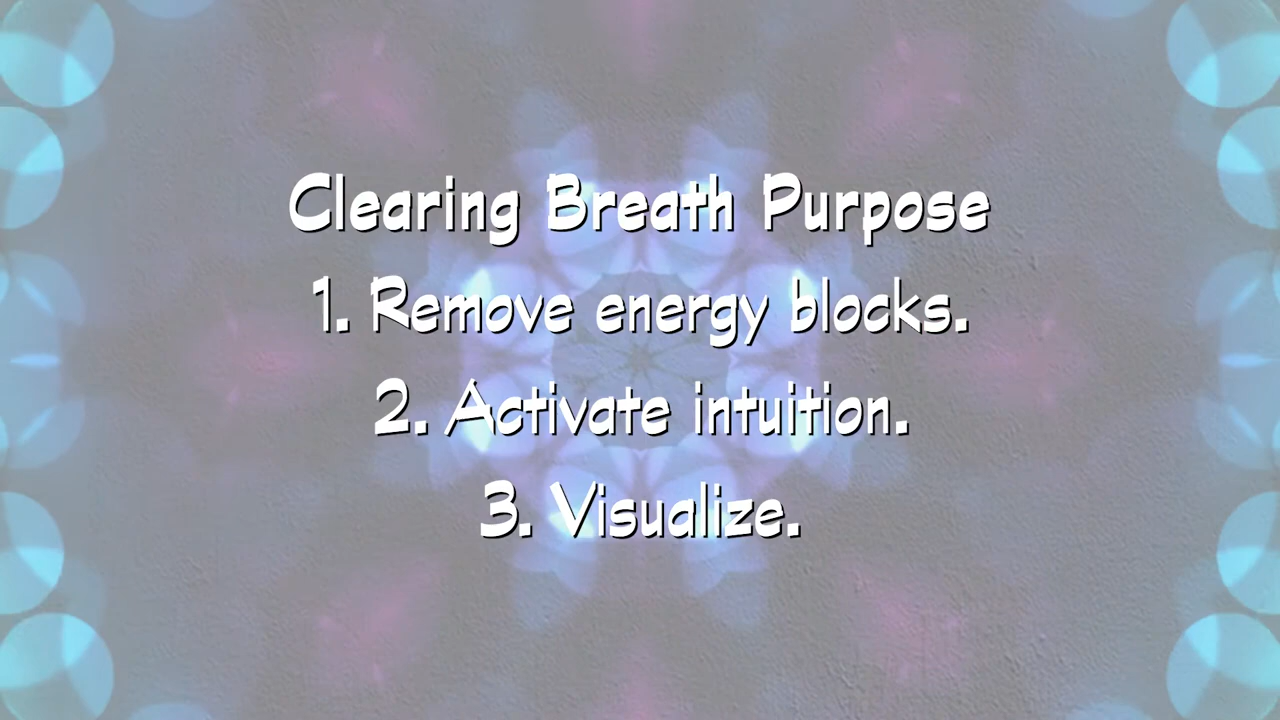 Clearing Breath Purpose
1. Remove energy blocks.
2. Activate intuition.
3. Visualize.